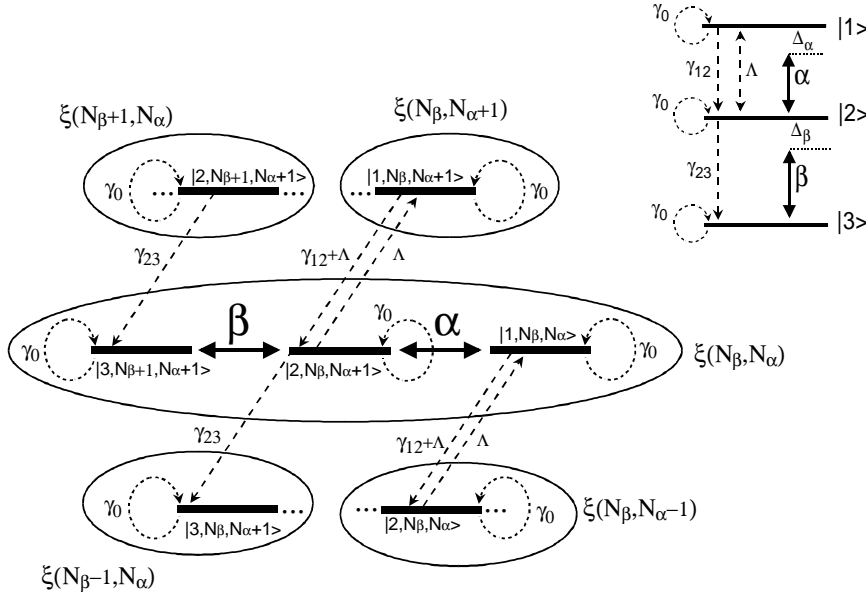 γ₀ |1>
Δα
γ₁₂ Λ α
γ₀ |2>
Δβ
γ₂₃ β
γ₀ |3>
ξ(Nβ+1,Nα) ξ(Nβ,Nα+1)
|2,Nβ+1,Nα+1> |1,Nβ,Nα+1>
γ₀ ... ... ... γ₀
γ₂₃ γ₁₂+Λ Λ
β γ₀ α |1,Nβ,Nα>
γ₀ γ₀ ξ(Nβ,Nα)
|3,Nβ+1,Nα+1> |2,Nβ,Nα+1>
γ₂₃ γ₁₂+Λ Λ
γ₀ ... ... ... γ₀
|3,Nβ,Nα+1> |2,Nβ,Nα>
ξ(Nβ−1,Nα) ξ(Nβ,Nα−1)